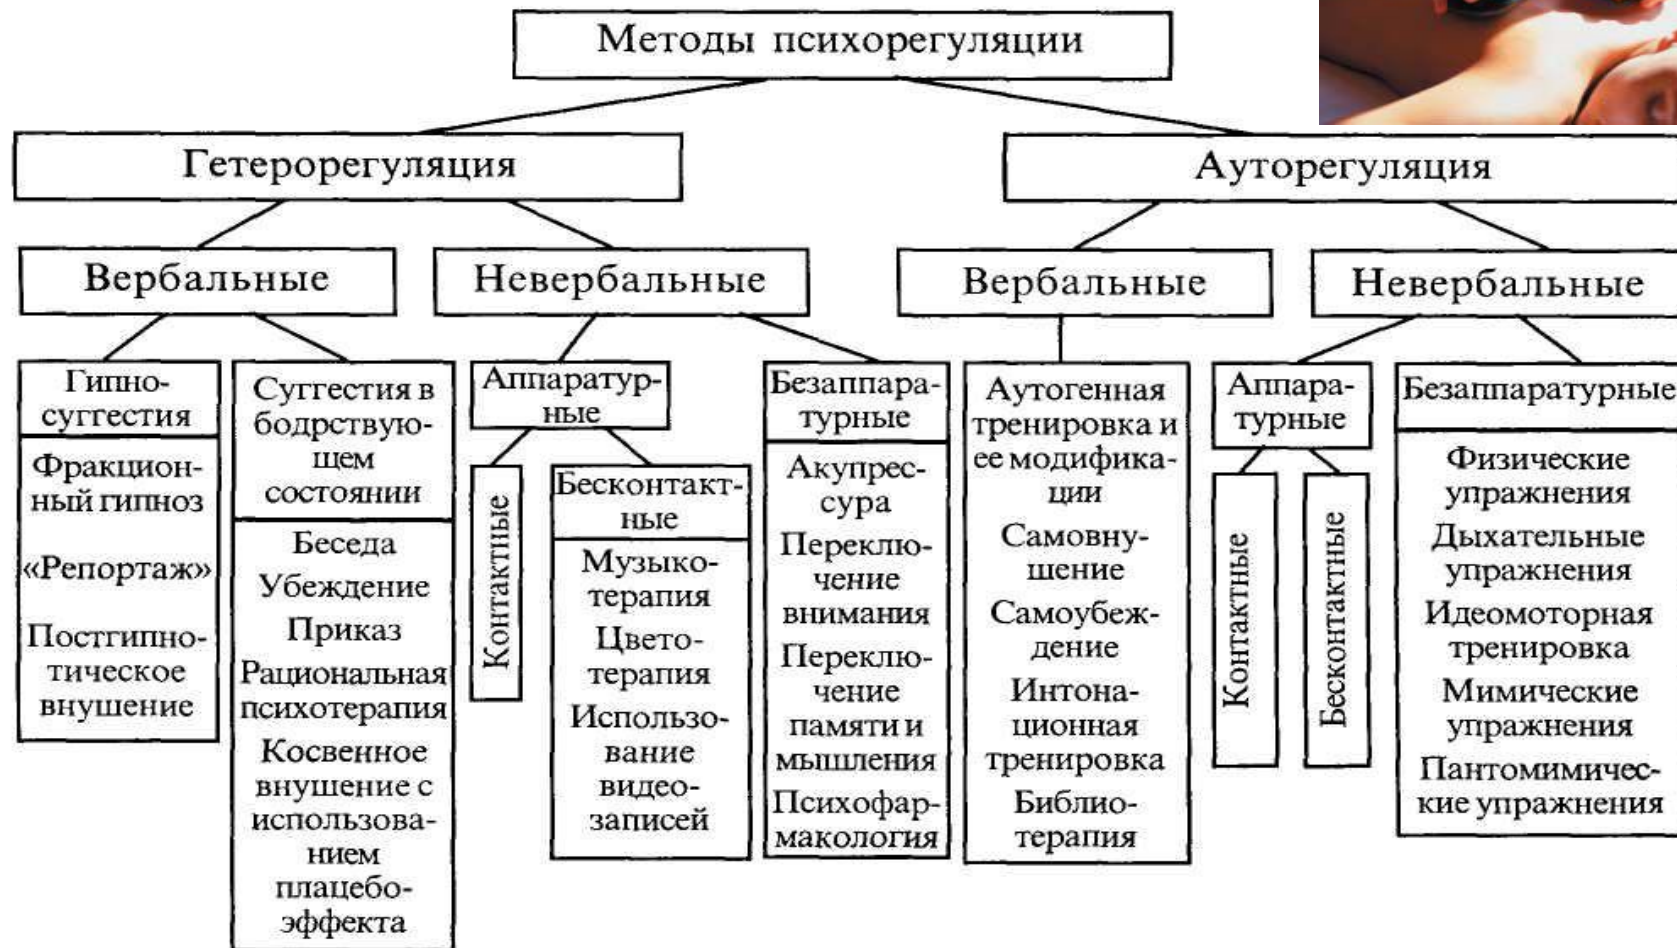 Методы психорегуляции
Гетерорегуляция
Ауторегуляция
Вербальные
Невербальные
Вербальные
Невербальные
Гипно-
суггестия
Фракцион-
ный гипноз
«Репортаж»
Постгипно-
тическое
внушение
Суггестия в
бодрствую-
щем
состоянии
Беседа
Убеждение
Приказ
Рациональная
психотерапия
Косвенное
внушение с
использова-
нием
плацебо-
эффекта
Аппаратур-
ные
Контактные
Бесконтакт-
ные
Музыко-
терапия
Цвето-
терапия
Использо-
вание
видео-
записей
Безаппара-
турные
Акупрес-
сура
Переклю-
чение
внимания
Переклю-
чение
памяти и
мышления
Психофар-
макология
Аутогенная
тренировка и
ее модифика-
ции
Самовну-
шение
Самоубеж-
дение
Интона-
ционная
тренировка
Библио-
терапия
Аппара-
турные
Контактные
Бесконтактные
Безаппаратурные
Физические
упражнения
Дыхательные
упражнения
Идеомоторная
тренировка
Мимические
упражнения
Пантомимичес-
кие упражнения